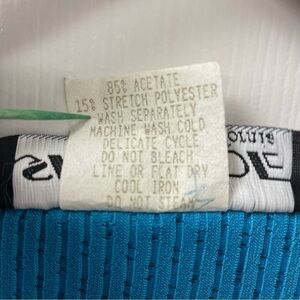 85% ACETATE
15% STRETCH POLYESTER
WASH SEPARATELY
MACHINE WASH COLD
DELICATE CYCLE
DO NOT BLEACH
LINE OR FLAT DRY
COOL IRON
DO NOT STEAM